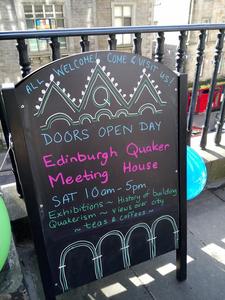 ALL WELCOME COME & VISIT US!
Q
DOORS OPEN DAY
Edinburgh Quaker
Meeting House
SAT 10am - 5pm
Exhibitions ~ History of building
Quakerism ~ views over city
~ teas & coffees ~